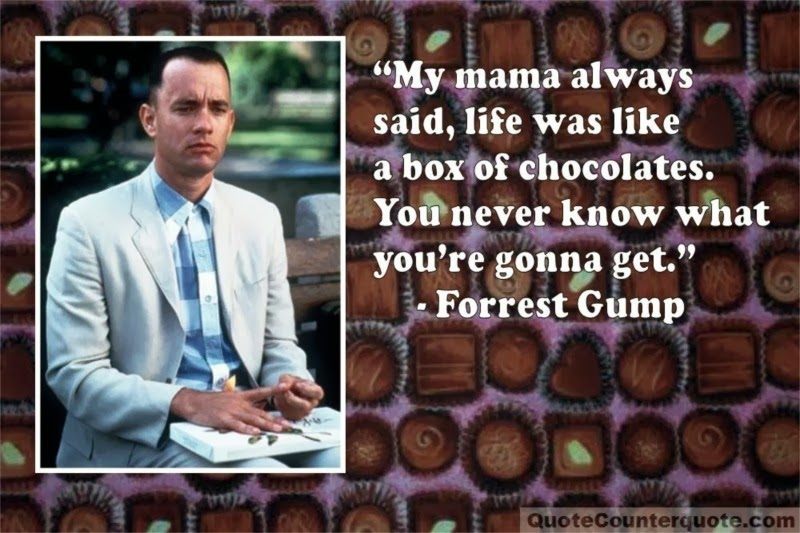 “My mama always
said, life was like
a box of chocolates.
You never know what
you’re gonna get.”
- Forrest Gump
QuoteCounterquote.com